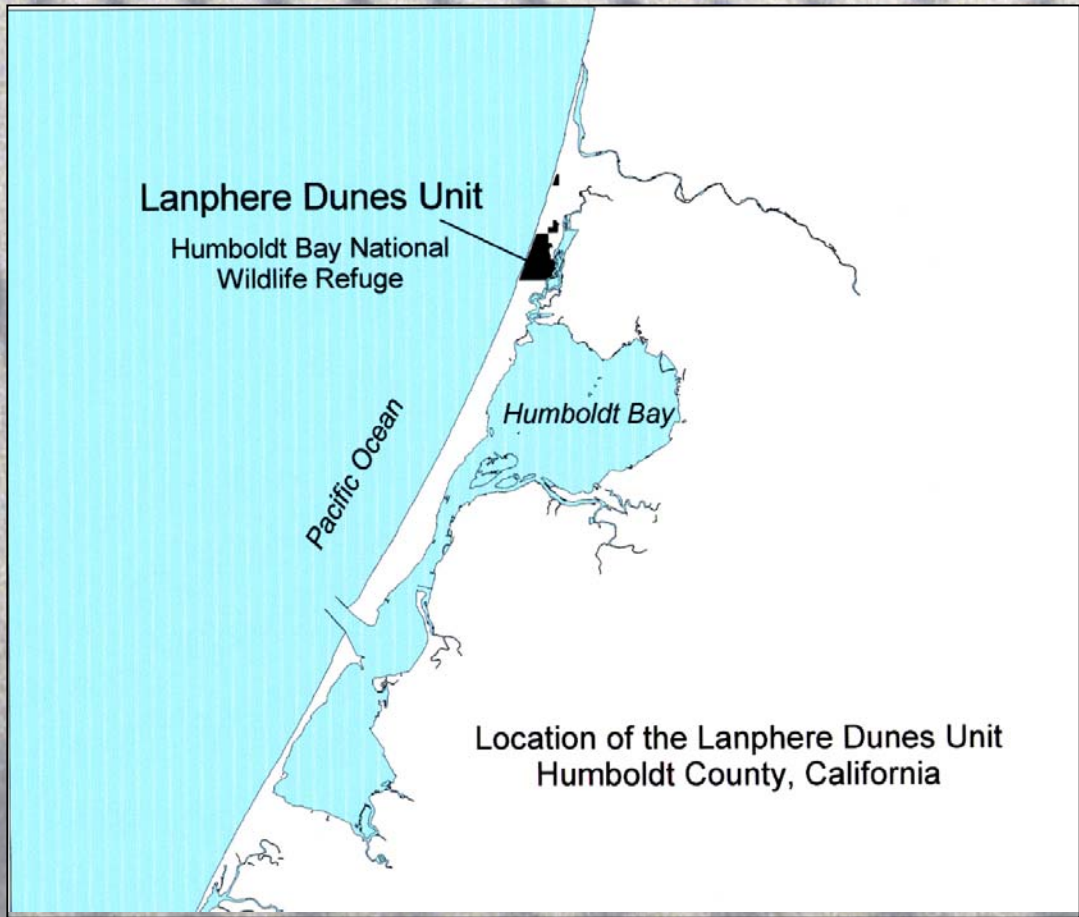 Lanphere Dunes Unit
Humboldt Bay National
Wildlife Refuge
Humboldt Bay
Pacific Ocean
Location of the Lanphere Dunes Unit
Humboldt County, California